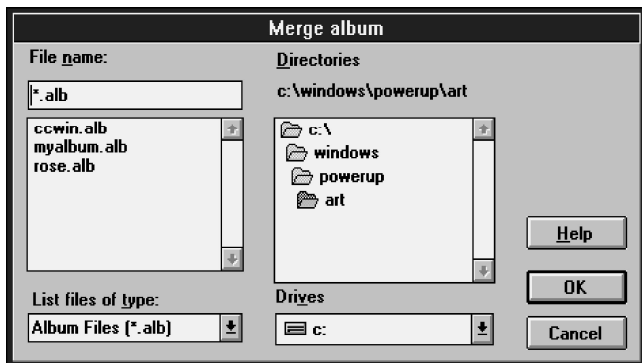 Merge album
File name:
*.alb
ccwin.alb
myalbum.alb
rose.alb
List files of type:
Album Files (*.alb)
Directories
c:\windows\powerup\art
c:\
windows
powerup
art
Drives
c:
Help
OK
Cancel